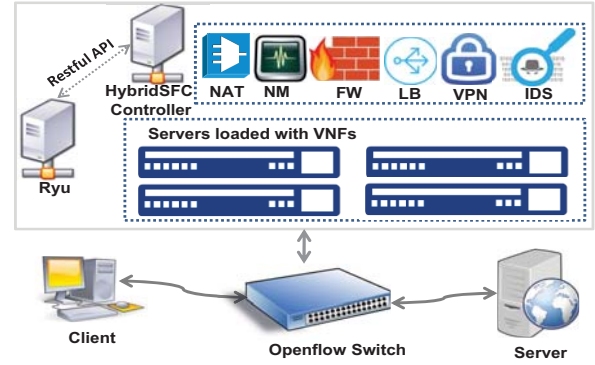 Restful API
HybridSFC
Controller
NAT
NM
FW
LB
VPN
IDS
Servers loaded with VNFs
Ryu
Client
Openflow Switch
Server